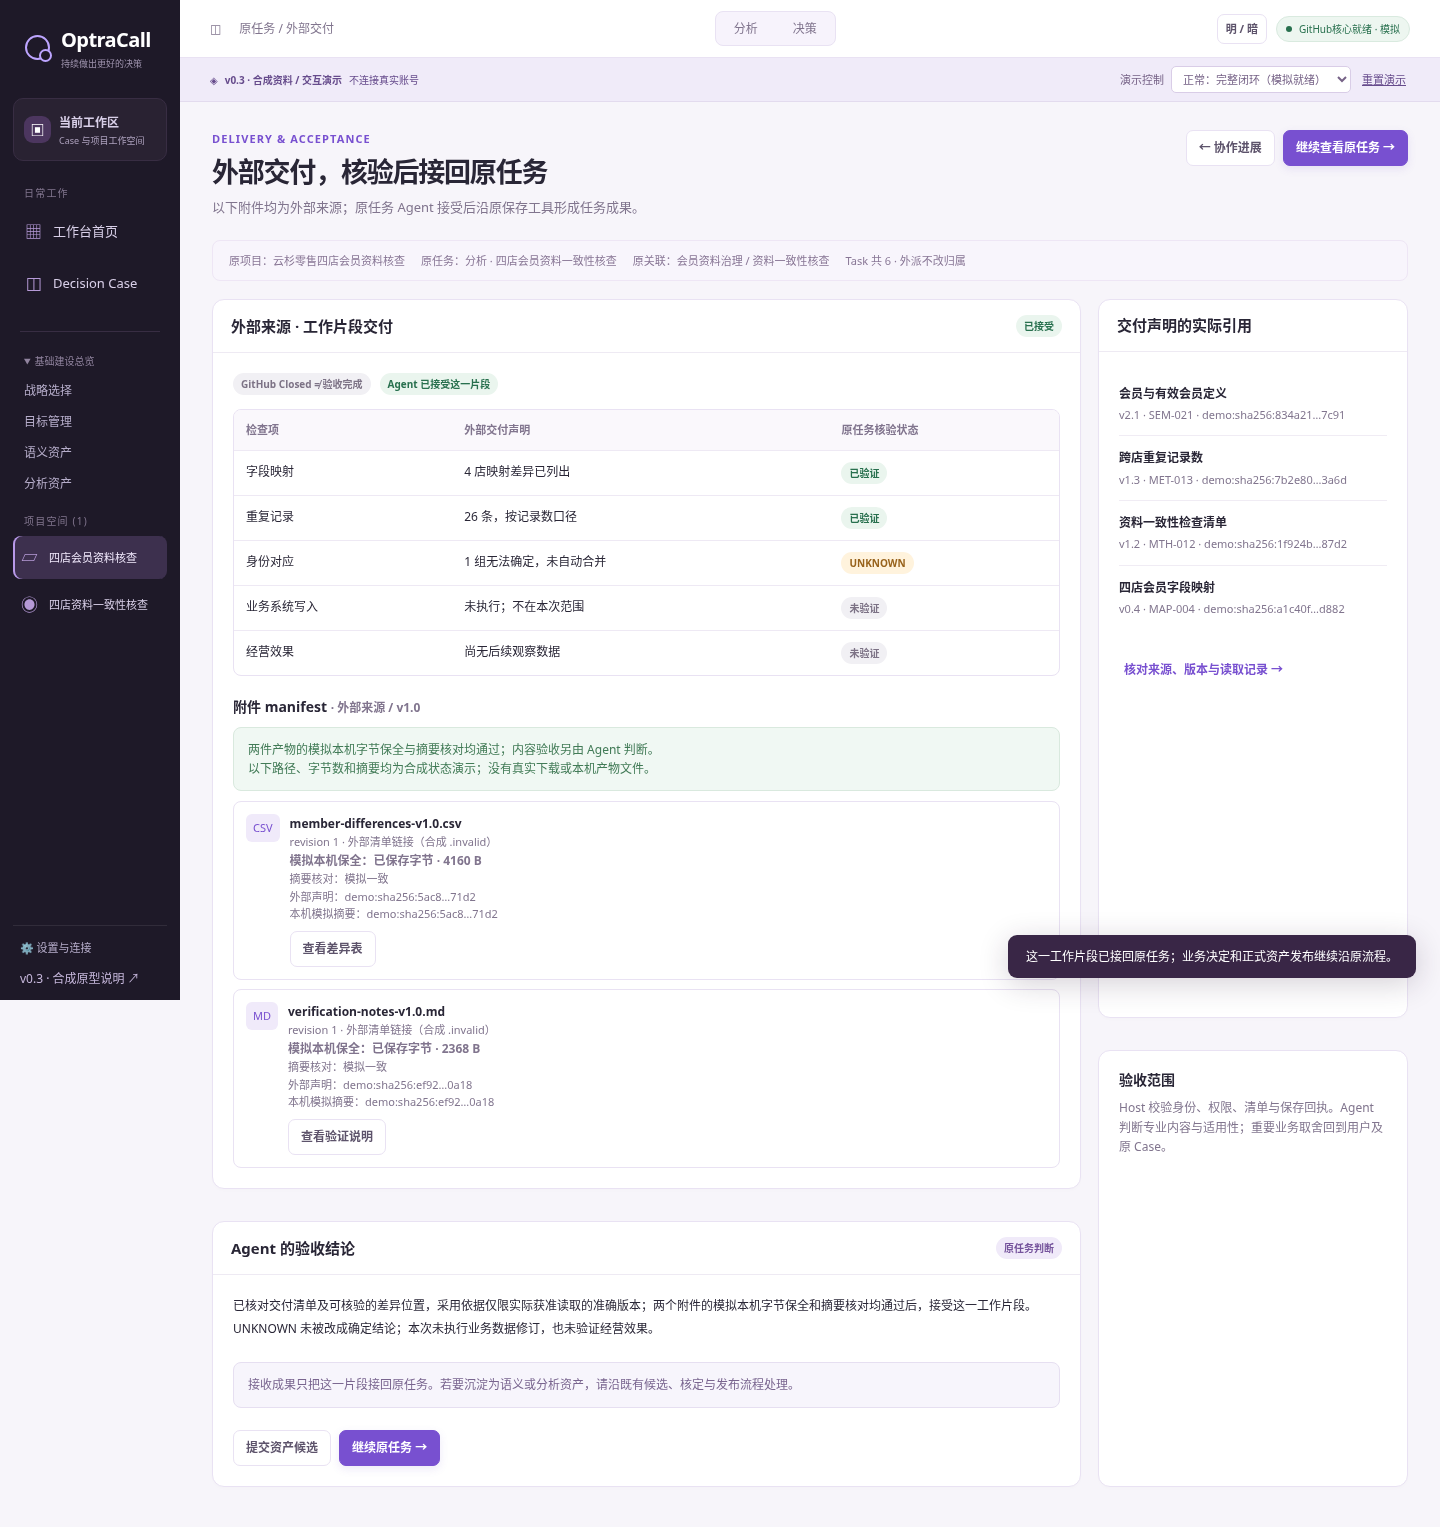 OptraCall
持续做出更好的决策
当前工作区
Case 与项目工作空间
日常工作
工作台首页
Decision Case
▼ 基础建设总览
战略选择
目标管理
语义资产
分析资产
项目空间 (1)
四店会员资料核查
四店资料一致性核查
设置与连接
v0.3 · 合成原型说明 ↗
原任务 / 外部交付
分析
决策
明 / 暗
GitHub核心就绪 · 模拟
v0.3 · 合成资料 / 交互演示 不连接真实账号
演示控制
正常：完整闭环（模拟就绪）
重置演示
DELIVERY & ACCEPTANCE
外部交付，核验后接回原任务
以下附件均为外部来源；原任务 Agent 接受后沿原保存工具形成任务成果。
← 协作进展
继续查看原任务 →
原项目：云杉零售四店会员资料核查 原任务：分析 · 四店会员资料一致性核查 原关联：会员资料治理 / 资料一致性核查 Task 共 6 · 外派不改归属
外部来源 · 工作片段交付
已接受
GitHub Closed ≠ 验收完成
Agent 已接受这一片段
检查项 外部交付声明 原任务核验状态
字段映射 4 店映射差异已列出 已验证
重复记录 26 条，按记录数口径 已验证
身份对应 1 组无法确定，未自动合并 UNKNOWN
业务系统写入 未执行；不在本次范围 未验证
经营效果 尚无后续观察数据 未验证
附件 manifest · 外部来源 / v1.0
两件产物的模拟本机字节保全与摘要核对均通过；内容验收另由 Agent 判断。
以下路径、字节数和摘要均为合成状态演示；没有真实下载或本机产物文件。
CSV
member-differences-v1.0.csv
revision 1 · 外部清单链接（合成 .invalid）
模拟本机保全：已保存字节 · 4160 B
摘要核对：模拟一致
外部声明：demo:sha256:5ac8…71d2
本机模拟摘要：demo:sha256:5ac8…71d2
查看差异表
MD
verification-notes-v1.0.md
revision 1 · 外部清单链接（合成 .invalid）
模拟本机保全：已保存字节 · 2368 B
摘要核对：模拟一致
外部声明：demo:sha256:ef92…0a18
本机模拟摘要：demo:sha256:ef92…0a18
查看验证说明
交付声明的实际引用
会员与有效会员定义
v2.1 · SEM-021 · demo:sha256:834a21…7c91
跨店重复记录数
v1.3 · MET-013 · demo:sha256:7b2e80…3a6d
资料一致性检查清单
v1.2 · MTH-012 · demo:sha256:1f924b…87d2
四店会员字段映射
v0.4 · MAP-004 · demo:sha256:a1c40f…d882
核对来源、版本与读取记录 →
这一工作片段已接回原任务；业务决定和正式资产发布继续沿原流程。
验收范围
Host 校验身份、权限、清单与保存回执。Agent
判断专业内容与适用性；重要业务取舍回到用户及
原 Case。
Agent 的验收结论
原任务判断
已核对交付清单及可核验的差异位置，采用依据仅限实际获准读取的准确版本；两个附件的模拟本机字节保全和摘要核对均通过后，接受这一工作片段。
UNKNOWN 未被改成确定结论；本次未执行业务数据修订，也未验证经营效果。
接收成果只把这一片段接回原任务。若要沉淀为语义或分析资产，请沿既有候选、核定与发布流程处理。
提交资产候选
继续原任务 →